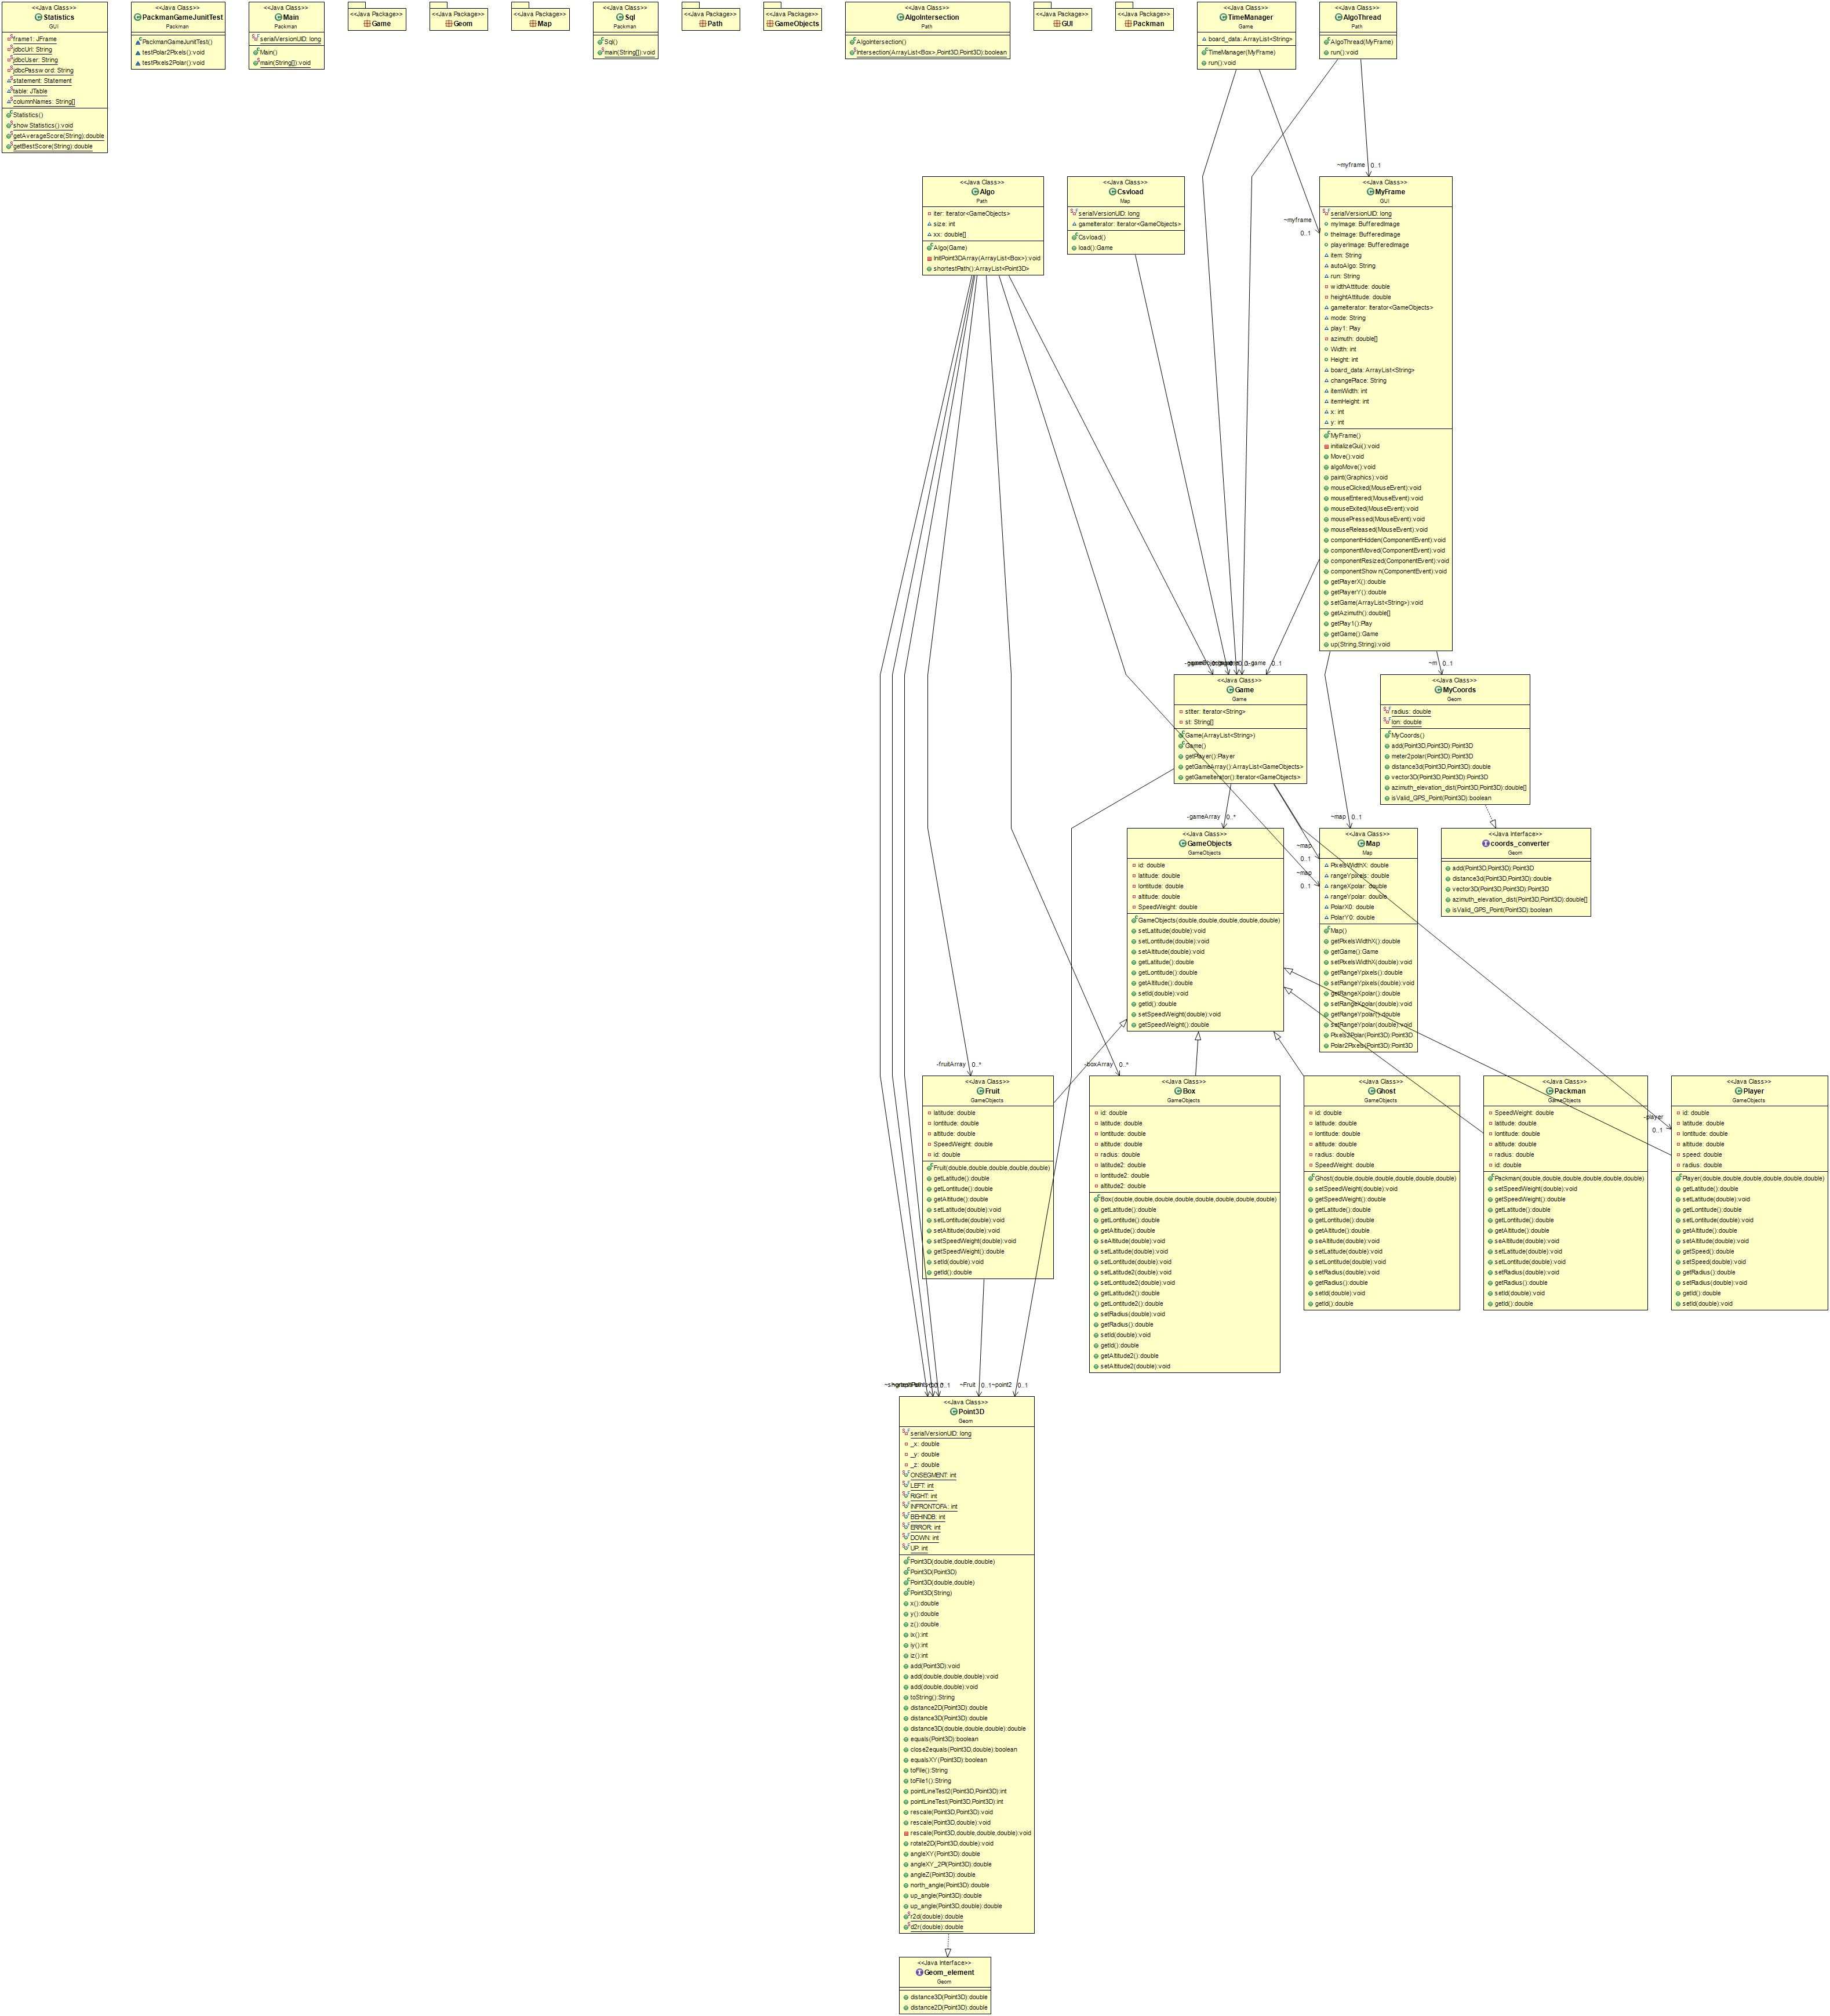 <<Java Class>>
Statistics
GUI
frame1: JFrame
jdbcUrl: String
jdbcUser: String
jdbcPassword: String
statement: Statement
table: JTable
columnNames: String[]
Statistics()
showStatistics():void
getAverageScore(String):double
getBestScore(String):double
<<Java Class>>
PackmanGameJunitTest
Packman
PackmanGameJunitTest()
testPolar2Pixels():void
testPixels2Polar():void
<<Java Class>>
Main
Packman
serialVersionUID: long
Main()
main(String[]):void
<<Java Package>>
Game
<<Java Package>>
Geom
<<Java Package>>
Map
<<Java Class>>
Sql
Packman
Sql()
main(String[]):void
<<Java Package>>
Path
<<Java Package>>
GameObjects
<<Java Class>>
AlgoIntersection
Path
AlgoIntersection()
Intersection(ArrayList<Box>,Point3D,Point3D):boolean
<<Java Package>>
GUI
<<Java Package>>
Packman
<<Java Class>>
TimeManager
Game
board_data: ArrayList<String>
TimeManager(MyFrame)
run():void
<<Java Class>>
AlgoThread
Path
AlgoThread(MyFrame)
run():void
~myframe 0..1
~myframe
0..1
<<Java Class>>
Algo
Path
iter: Iterator<GameObjects>
size: int
xx: double[]
Algo(Game)
initPoint3DArray(ArrayList<Box>):void
shortestPath():ArrayList<Point3D>
<<Java Class>>
Csvload
Map
serialVersionUID: long
gameIterator: Iterator<GameObjects>
Csvload()
load():Game
<<Java Class>>
MyFrame
GUI
serialVersionUID: long
myImage: BufferedImage
theImage: BufferedImage
playerImage: BufferedImage
item: String
autoAlgo: String
run: String
widthAttitude: double
heightAttitude: double
gameIterator: Iterator<GameObjects>
mode: String
play1: Play
azimuth: double[]
Width: int
Height: int
board_data: ArrayList<String>
changePlace: String
itemWidth: int
itemHeight: int
x: int
y: int
MyFrame()
initializeGui():void
Move():void
algoMove():void
paint(Graphics):void
mouseClicked(MouseEvent):void
mouseEntered(MouseEvent):void
mouseExited(MouseEvent):void
mousePressed(MouseEvent):void
mouseReleased(MouseEvent):void
componentHidden(ComponentEvent):void
componentMoved(ComponentEvent):void
componentResized(ComponentEvent):void
componentShown(ComponentEvent):void
getPlayerX():double
getPlayerY():double
setGame(ArrayList<String>):void
getAzimuth():double[]
getPlay1():Play
getGame():Game
up(String,String):void
-game 0..1
~m 0..1
<<Java Class>>
Game
Game
stIter: Iterator<String>
st: String[]
Game(ArrayList<String>)
Game()
getPlayer():Player
getGameArray():ArrayList<GameObjects>
getGameIterator():Iterator<GameObjects>
<<Java Class>>
MyCoords
Geom
radius: double
lon: double
MyCoords()
add(Point3D,Point3D):Point3D
meter2polar(Point3D):Point3D
distance3d(Point3D,Point3D):double
vector3D(Point3D,Point3D):Point3D
azimuth_elevation_dist(Point3D,Point3D):double[]
isValid_GPS_Point(Point3D):boolean
-gameArray 0..*
~map 0..1
~map
0..1
~map
0..1
<<Java Class>>
GameObjects
GameObjects
id: double
latitude: double
lontitude: double
altitude: double
SpeedWeight: double
GameObjects(double,double,double,double,double)
setLatitude(double):void
setLontitude(double):void
setAltitude(double):void
getLatitude():double
getLontitude():double
getAltitude():double
setId(double):void
getId():double
setSpeedWeight(double):void
getSpeedWeight():double
<<Java Class>>
Map
Map
PixelsWidthX: double
rangeYpixels: double
rangeXpolar: double
rangeYpolar: double
PolarX0: double
PolarY0: double
Map()
getPixelsWidthX():double
getGame():Game
setPixelsWidthX(double):void
getRangeYpixels():double
setRangeYpixels(double):void
getRangeXpolar():double
setRangeXpolar(double):void
getRangeYpolar():double
setRangeYpolar(double):void
Pixels2Polar(Point3D):Point3D
Polar2Pixels(Point3D):Point3D
<<Java Interface>>
coords_converter
Geom
add(Point3D,Point3D):Point3D
distance3d(Point3D,Point3D):double
vector3D(Point3D,Point3D):Point3D
azimuth_elevation_dist(Point3D,Point3D):double[]
isValid_GPS_Point(Point3D):boolean
-fruitArray 0..*
-boxArray 0..*
-player
0..1
<<Java Class>>
Fruit
GameObjects
latitude: double
lontitude: double
altitude: double
SpeedWeight: double
id: double
Fruit(double,double,double,double,double)
getLatitude():double
getLontitude():double
getAltitude():double
setLatitude(double):void
setLontitude(double):void
setAltitude(double):void
setSpeedWeight(double):void
getSpeedWeight():double
setId(double):void
getId():double
<<Java Class>>
Box
GameObjects
id: double
latitude: double
lontitude: double
altitude: double
radius: double
latitude2: double
lontitude2: double
altitude2: double
Box(double,double,double,double,double,double,double,double)
getLatitude():double
getLontitude():double
getAltitude():double
seAltitude(double):void
setLatitude(double):void
setLontitude(double):void
setLatitude2(double):void
setLontitude2(double):void
getLatitude2():double
getLontitude2():double
setRadius(double):void
getRadius():double
setId(double):void
getId():double
getAltitude2():double
setAltitude2(double):void
<<Java Class>>
Ghost
GameObjects
id: double
latitude: double
lontitude: double
altitude: double
radius: double
SpeedWeight: double
Ghost(double,double,double,double,double,double)
setSpeedWeight(double):void
getSpeedWeight():double
getLatitude():double
getLontitude():double
getAltitude():double
seAltitude(double):void
setLatitude(double):void
setLontitude(double):void
setRadius(double):void
getRadius():double
setId(double):void
getId():double
<<Java Class>>
Packman
GameObjects
SpeedWeight: double
latitude: double
lontitude: double
altitude: double
radius: double
id: double
Packman(double,double,double,double,double,double)
setSpeedWeight(double):void
getSpeedWeight():double
getLatitude():double
getLontitude():double
getAltitude():double
seAltitude(double):void
setLatitude(double):void
setLontitude(double):void
setRadius(double):void
getRadius():double
setId(double):void
getId():double
<<Java Class>>
Player
GameObjects
id: double
latitude: double
lontitude: double
altitude: double
speed: double
radius: double
Player(double,double,double,double,double,double)
getLatitude():double
setLatitude(double):void
getLontitude():double
setLontitude(double):void
getAltitude():double
setAltitude(double):void
getSpeed():double
setSpeed(double):void
getRadius():double
setRadius(double):void
getId():double
setId(double):void
~Fruit 0..1
~point2 0..1
<<Java Class>>
Point3D
Geom
serialVersionUID: long
_x: double
_y: double
_z: double
ONSEGMENT: int
LEFT: int
RIGHT: int
INFRONTOFA: int
BEHINDB: int
ERROR: int
DOWN: int
UP: int
Point3D(double,double,double)
Point3D(Point3D)
Point3D(double,double)
Point3D(String)
x():double
y():double
z():double
ix():int
iy():int
iz():int
add(Point3D):void
add(double,double,double):void
add(double,double):void
toString():String
distance2D(Point3D):double
distance3D(Point3D):double
distance3D(double,double,double):double
equals(Point3D):boolean
close2equals(Point3D,double):boolean
equalsXY(Point3D):boolean
toFile():String
toFile1():String
pointLineTest2(Point3D,Point3D):int
pointLineTest(Point3D,Point3D):int
rescale(Point3D,Point3D):void
rescale(Point3D,double):void
rescale(Point3D,double,double,double):void
rotate2D(Point3D,double):void
angleXY(Point3D):double
angleXY_2PI(Point3D):double
angleZ(Point3D):double
north_angle(Point3D):double
up_angle(Point3D):double
up_angle(Point3D,double):double
r2d(double):double
d2r(double):double
<<Java Interface>>
Geom_element
Geom
distance3D(Point3D):double
distance2D(Point3D):double